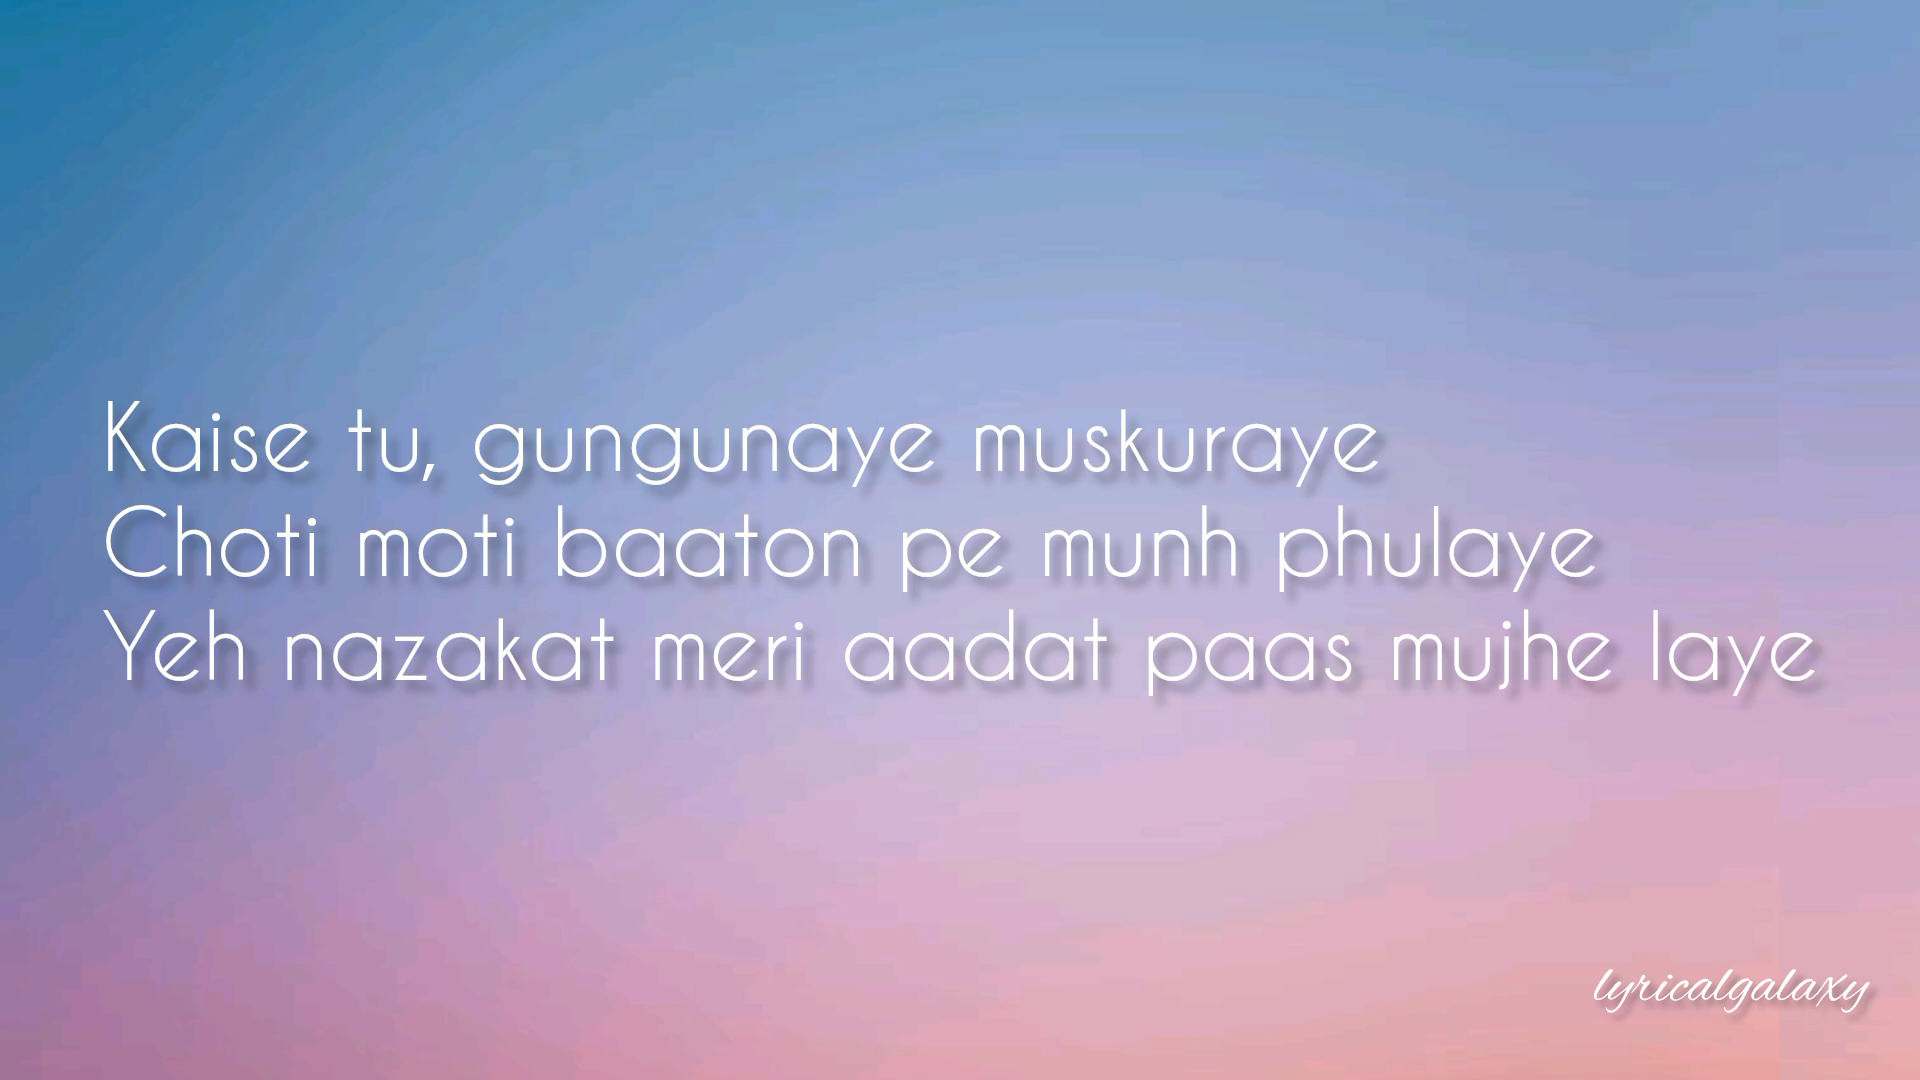 Kaise tu, gungunaye muskuraye
Choti moti baaton pe munh phulaye
Yeh nazakat meri aadat paas mujhe laye
lyricalgalaxy